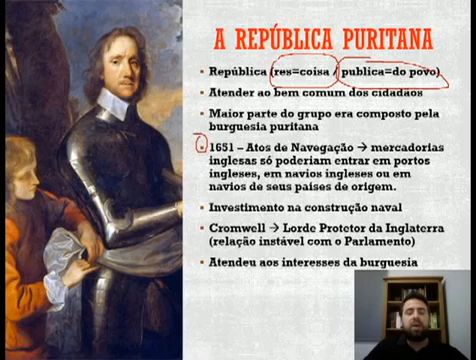 A REPÚBLICA PURITANA
República (res=coisa / publica=do povo)
Atender ao bem comum dos cidadãos
Maior parte do grupo era composto pela
burguesia puritana
1651 – Atos de Navegação → mercadorias
inglesas só poderiam entrar em portos
ingleses, em navios ingleses ou em
navios de seus países de origem.
Investimento na construção naval
Cromwell → Lorde Protetor da Inglaterra
(relação instável com o Parlamento)
Atendeu aos interesses da burguesia